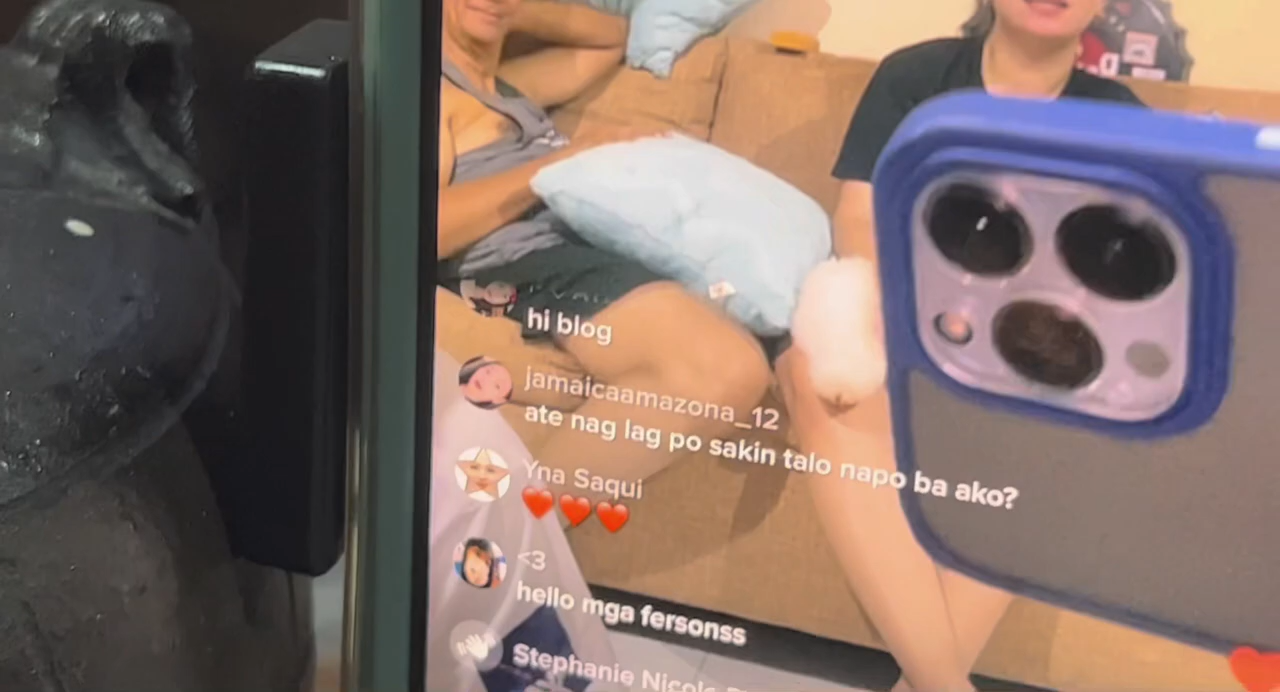 hi blog
jamaicaamazona_12
ate nag lag po sakin talo napo ba ako?
Yna Saqui
❤️❤️❤️
<3
hello mga fersonss
Stephanie Nicole